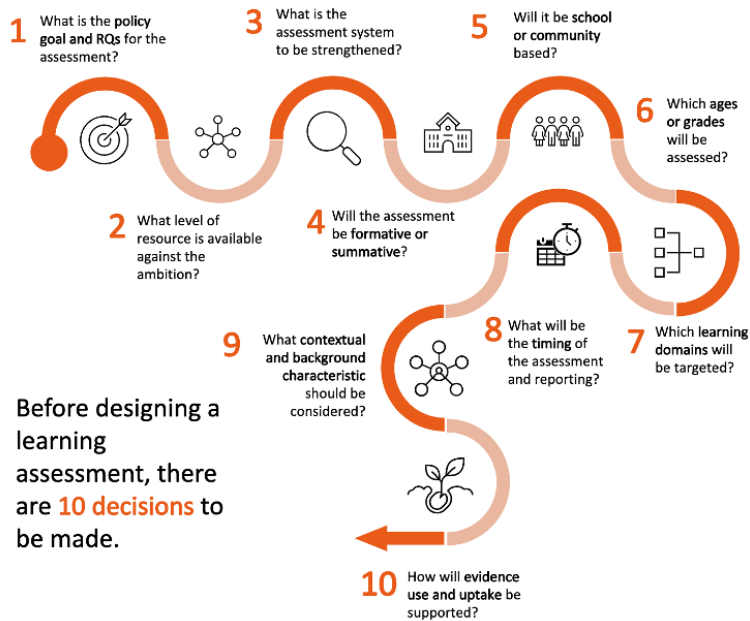 1
What is the policy
goal and RQs for the
assessment?
2
What level of
resource is available
against the
ambition?
3
What is the
assessment system
to be strengthened?
4
Will the assessment
be formative or
summative?
5
Will it be school
or community
based?
6
Which ages
or grades
will be
assessed?
7
Which learning
domains will
be targeted?
8
What will be
the timing of
the assessment
and reporting?
9
What contextual
and background
characteristic
should be
considered?
10
How will evidence
use and uptake be
supported?
Before designing a
learning
assessment, there
are 10 decisions to
be made.